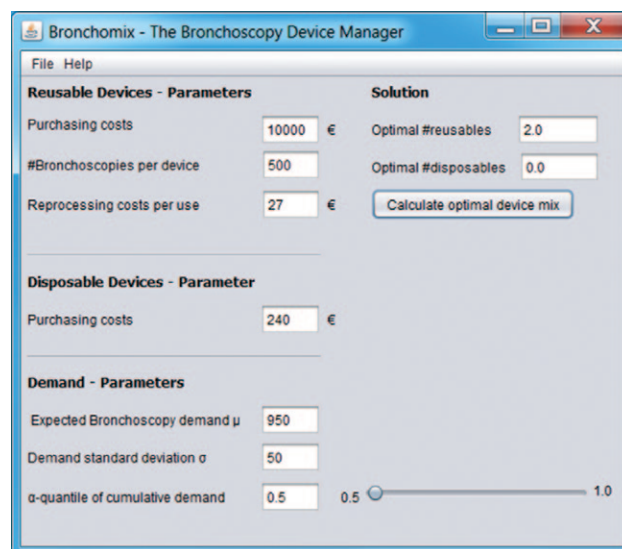 Bronchomix - The Bronchoscopy Device Manager
File Help
Reusable Devices - Parameters
Purchasing costs 10000 €
#Bronchoscopies per device 500
Reprocessing costs per use 27 €
Solution
Optimal #reusables 2.0
Optimal #disposables 0.0
Calculate optimal device mix
Disposable Devices - Parameter
Purchasing costs 240 €
Demand - Parameters
Expected Bronchoscopy demand μ 950
Demand standard deviation σ 50
α-quantile of cumulative demand 0.5 0.5 1.0